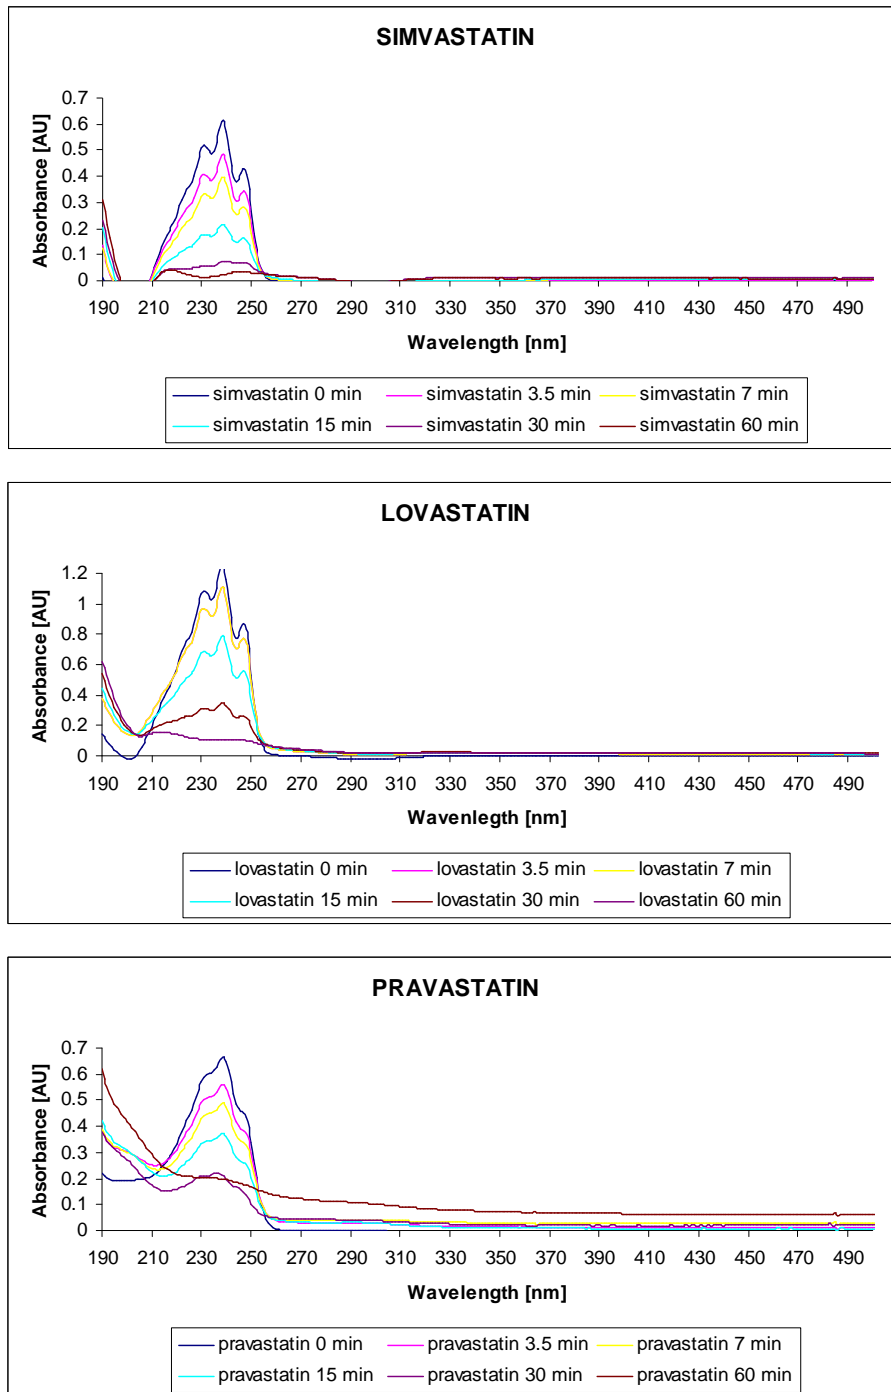 SIMVASTATIN
0.7
0.6
0.5
0.4
0.3
0.2
0.1
0
Absorbance [AU]
190 210 230 250 270 290 310 330 350 370 390 410 430 450 470 490
Wavelength [nm]
simvastatin 0 min simvastatin 3.5 min simvastatin 7 min
simvastatin 15 min simvastatin 30 min simvastatin 60 min
LOVASTATIN
1.2
1
0.8
0.6
0.4
0.2
0
Absorbance [AU]
190 210 230 250 270 290 310 330 350 370 390 410 430 450 470 490
Wavenlegth [nm]
lovastatin 0 min lovastatin 3.5 min lovastatin 7 min
lovastatin 15 min lovastatin 30 min lovastatin 60 min
PRAVASTATIN
0.7
0.6
0.5
0.4
0.3
0.2
0.1
0
Absorbance [AU]
190 210 230 250 270 290 310 330 350 370 390 410 430 450 470 490
Wavelength [nm]
pravastatin 0 min pravastatin 3.5 min pravastatin 7 min
pravastatin 15 min pravastatin 30 min pravastatin 60 min